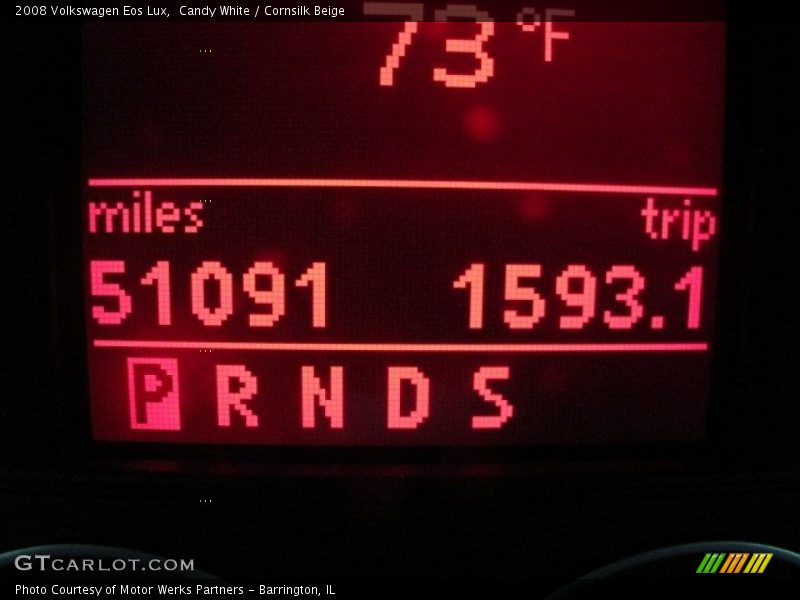 2008 Volkswagen Eos Lux,  Candy White / Cornsilk Beige
73°F
miles trip
51091 1593.1
P R N D S
GTCARLOT.COM
Photo Courtesy of Motor Werks Partners - Barrington, IL